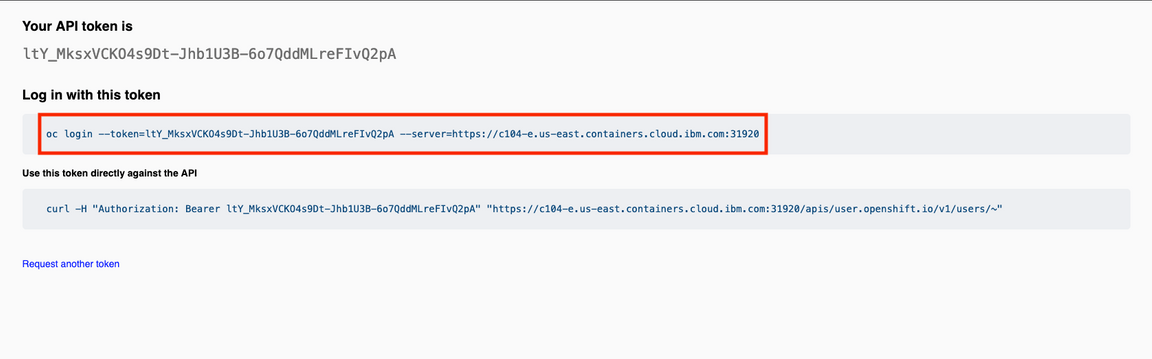 Your API token is
ltY_MksxVCKO4s9Dt-Jhb1U3B-6o7QddMLreFIvQ2pA
Log in with this token
oc login --token=ltY_MksxVCKO4s9Dt-Jhb1U3B-6o7QddMLreFIvQ2pA --server=https://c104-e.us-east.containers.cloud.ibm.com:31920
Use this token directly against the API
curl -H "Authorization: Bearer ltY_MksxVCKO4s9Dt-Jhb1U3B-6o7QddMLreFIvQ2pA" "https://c104-e.us-east.containers.cloud.ibm.com:31920/apis/user.openshift.io/v1/users/~"
Request another token